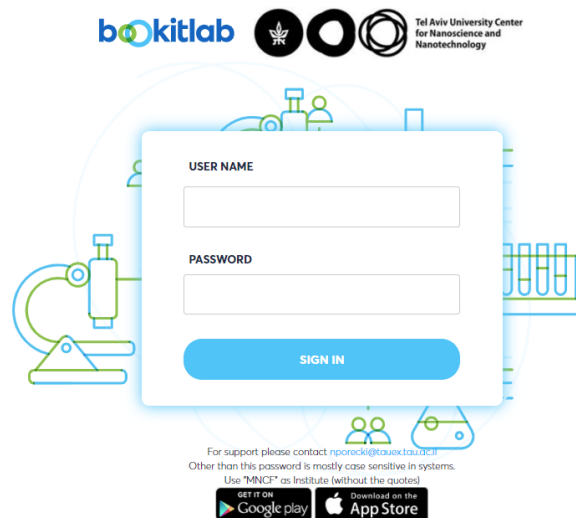 bookitlab
Tel Aviv University Center
for Nanoscience and
Nanotechnology
USER NAME
PASSWORD
SIGN IN
For support please contact nporecki@tauex.tau.ac.il
Other than this password is mostly case sensitive in systems.
Use "MNCF" as Institute (without the quotes)
GET IT ON
Google play
Download on the
App Store